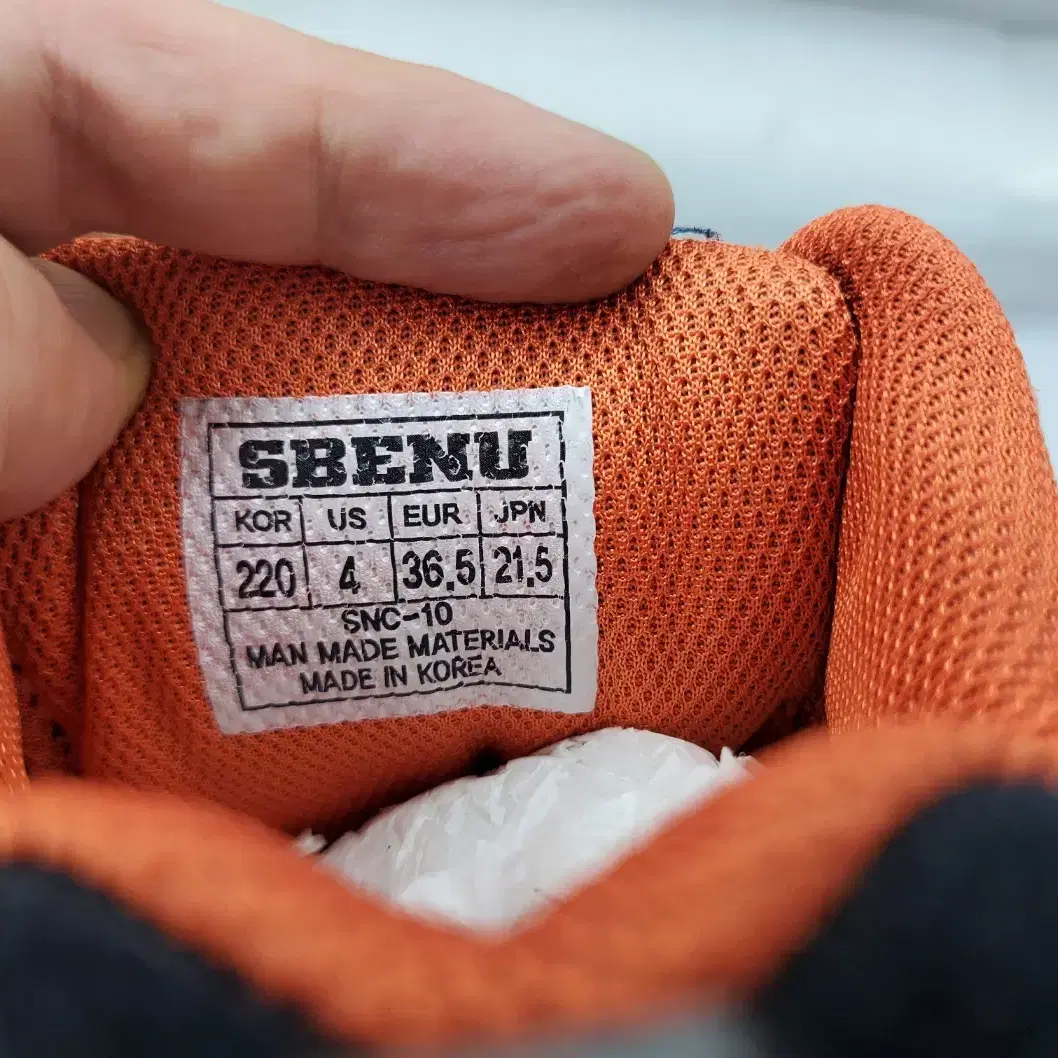 SBENU
KOR US EUR JPN
220 4 36.5 21.5
SNC-10
MAN MADE MATERIALS
MADE IN KOREA